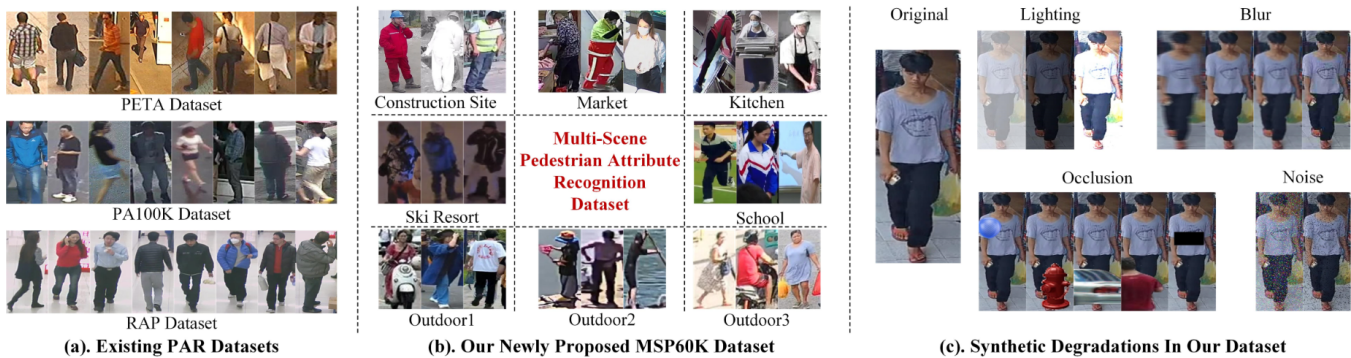 PETA Dataset
PA100K Dataset
RAP Dataset
(a). Existing PAR Datasets
Construction Site
Market
Kitchen
Multi-Scene
Pedestrian Attribute
Recognition
Dataset
Ski Resort
School
Outdoor1
Outdoor2
Outdoor3
(b). Our Newly Proposed MSP60K Dataset
Original
Lighting
Blur
Occlusion
Noise
(c). Synthetic Degradations In Our Dataset